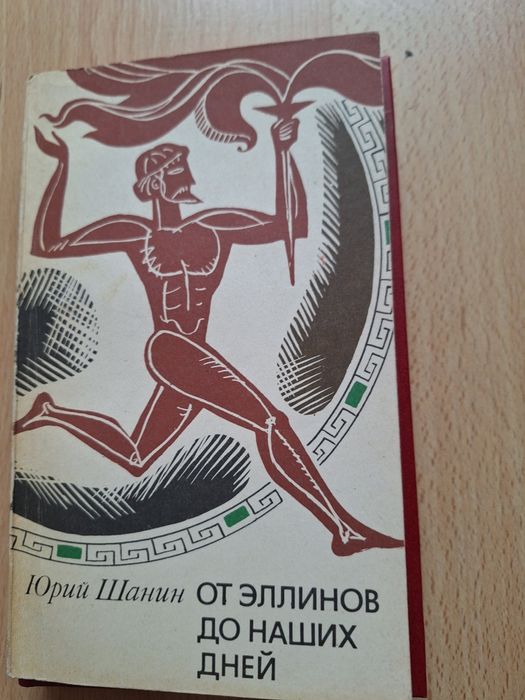 Юрий Шанин ОТ ЭЛЛИНОВ
ДО НАШИХ
ДНЕЙ